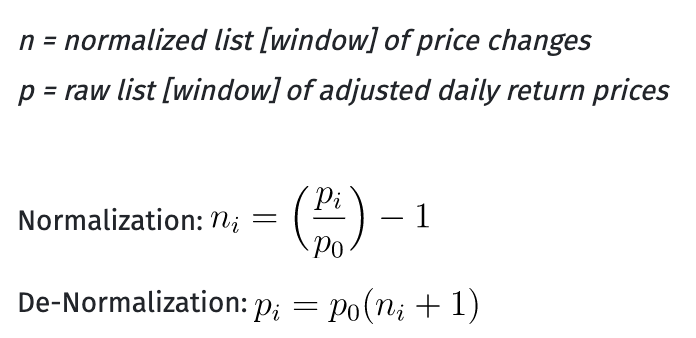 n = normalized list [window] of price changes
p = raw list [window] of adjusted daily return prices
Normalization: nᵢ = (pᵢ/p₀) − 1
De-Normalization: pᵢ = p₀(nᵢ + 1)